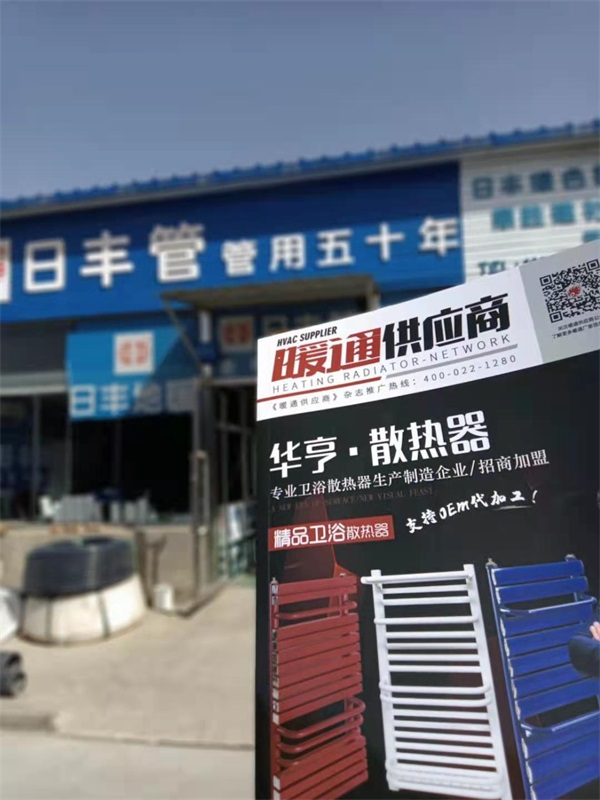 日丰管 管用五十年
日丰地暖
HVAC SUPPLIER
暖通供应商
HEATING RADIATOR-NETWORK
《暖通供应商》杂志推广热线:400-022-1280
华亨·散热器
专业卫浴散热器生产制造企业/招商加盟
精品卫浴散热器
支持OEM代加工!